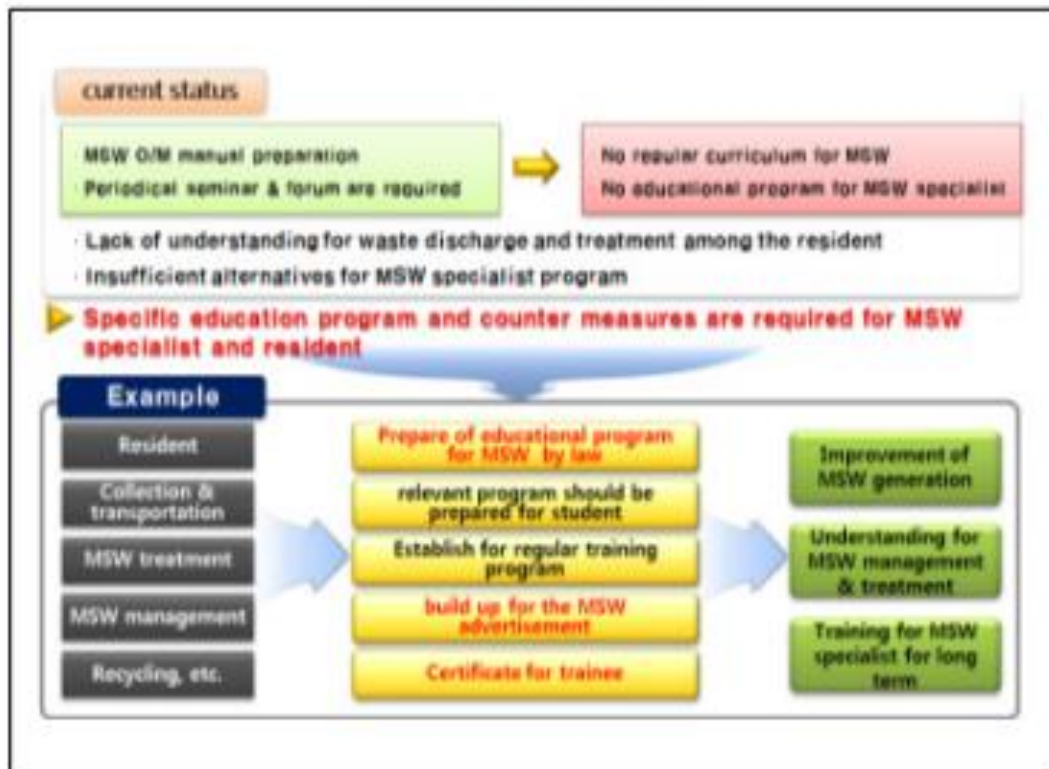 current status
· MSW O/M manual preparation
· Periodical seminar & forum are required
No regular curriculum for MSW
No educational program for MSW specialist
· Lack of understanding for waste discharge and treatment among the resident
· Insufficient alternatives for MSW specialist program
Specific education program and counter measures are required for MSW
specialist and resident
Example
Resident
Collection &
transportation
MSW treatment
MSW management
Recycling, etc.
Prepare of educational program
for MSW by law
relevant program should be
prepared for student
Establish for regular training
program
build up for the MSW
advertisement
Certificate for trainee
Improvement of
MSW generation
Understanding for
MSW management
& treatment
Training for MSW
specialist for long
term